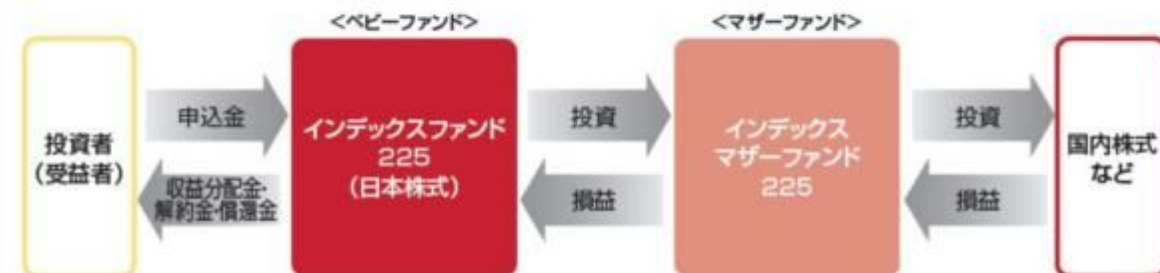 <ベビーファンド>
<マザーファンド>
投資者
(受益者)
申込金
収益分配金・
解約金・償還金
インデックスファンド
225
(日本株式)
投資
損益
インデックス
マザーファンド
225
投資
損益
国内株式
など